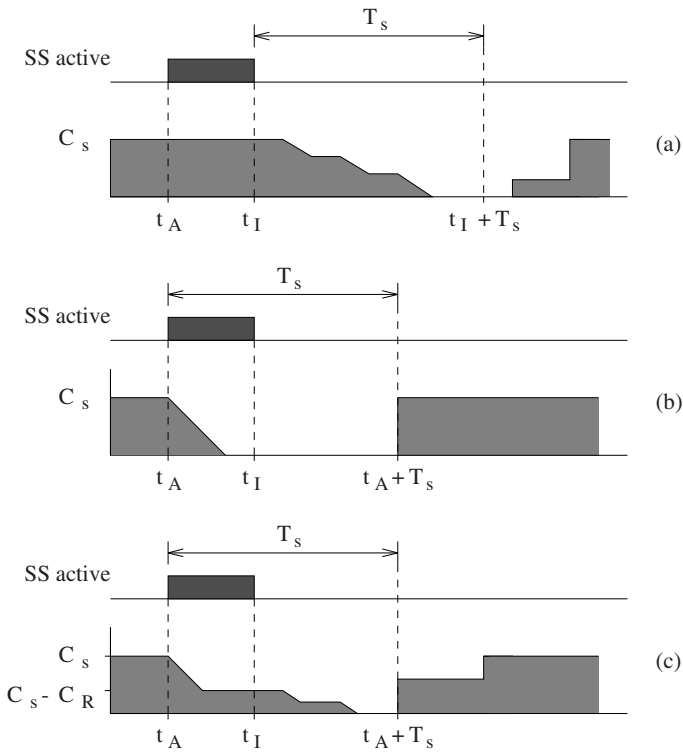 T s
SS active
C s
(a)
t A t I t I + T s
T s
SS active
C s
(b)
t A t I t A + T s
T s
SS active
C s
(c)
C s - C R
t A t I t A + T s